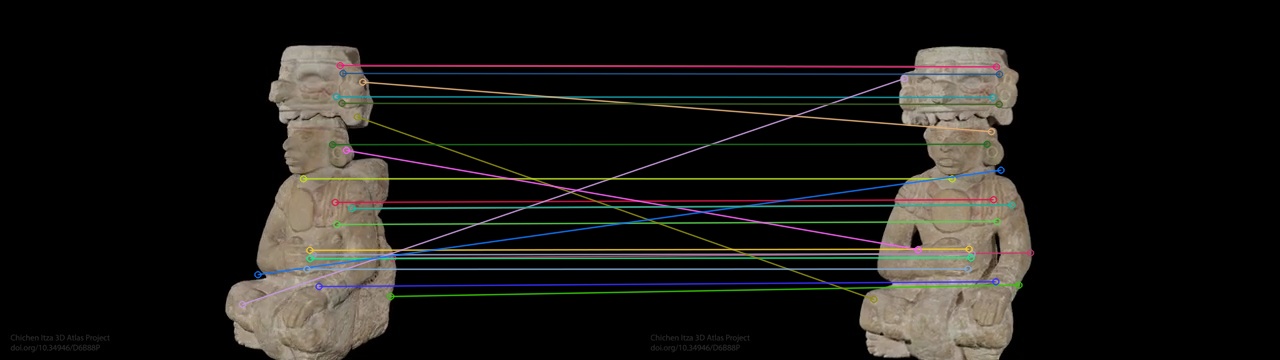 Chichen Itza 3D Atlas Project
doi.org/10.34946/D6B88P
Chichen Itza 3D Atlas Project
doi.org/10.34946/D6B88P